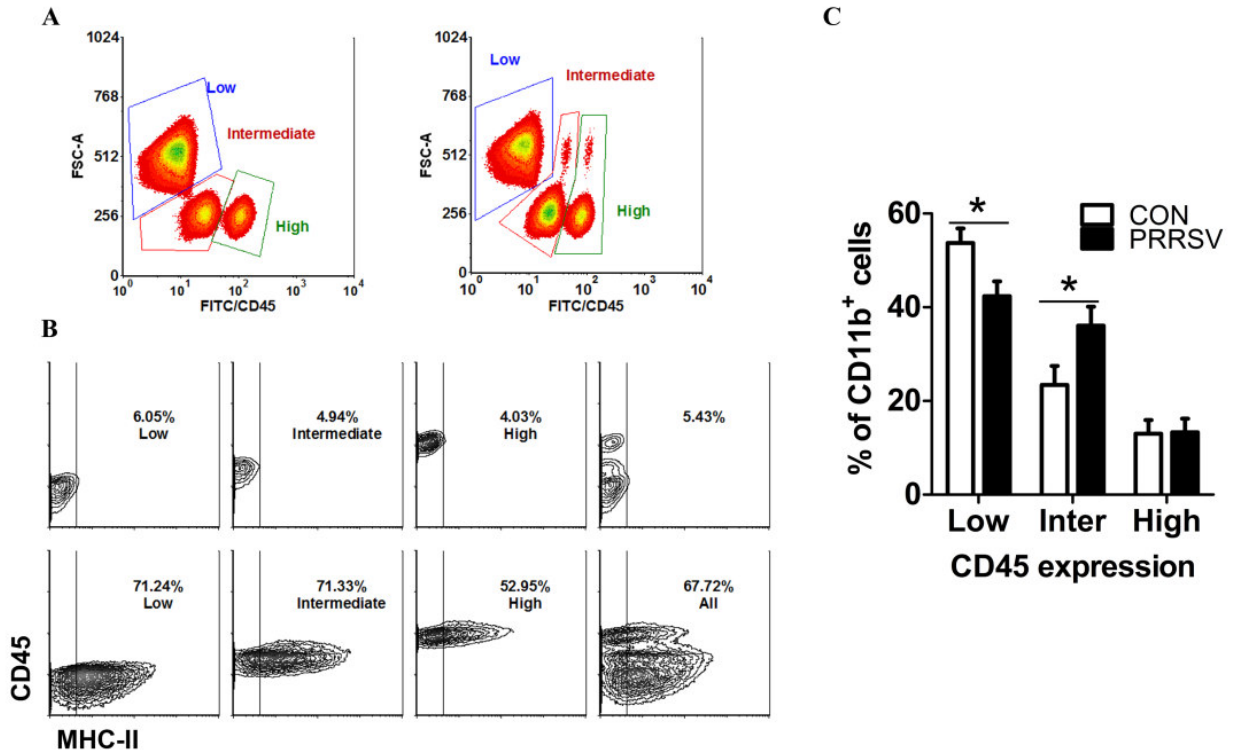 A
1024
768
512
256
0
FSC-A
Low
Intermediate
High
10^0 10^1 10^2 10^3 10^4
FITC/CD45
1024
768
512
256
0
FSC-A
Low
Intermediate
High
10^0 10^1 10^2 10^3 10^4
FITC/CD45
B
6.05%
Low
4.94%
Intermediate
4.03%
High
5.43%
71.24%
Low
71.33%
Intermediate
52.95%
High
67.72%
All
CD45
MHC-II
C
% of CD11b+ cells
60
40
20
0
*
*
CON
PRRSV
Low Inter High
CD45 expression